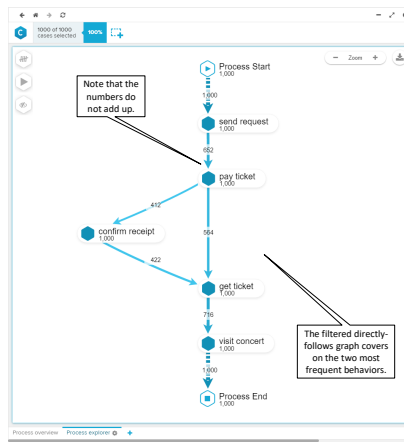 1000 of 1000
cases selected
100%
C
Zoom
Process Start
1,000
Note that the
numbers do
not add up.
1,000
send request
1,000
652
pay ticket
1,000
412
confirm receipt
1,000
564
422
get ticket
1,000
716
visit concert
1,000
The filtered directly-
follows graph covers
on the two most
frequent behaviors.
1,000
Process End
1,000
Process overview Process explorer